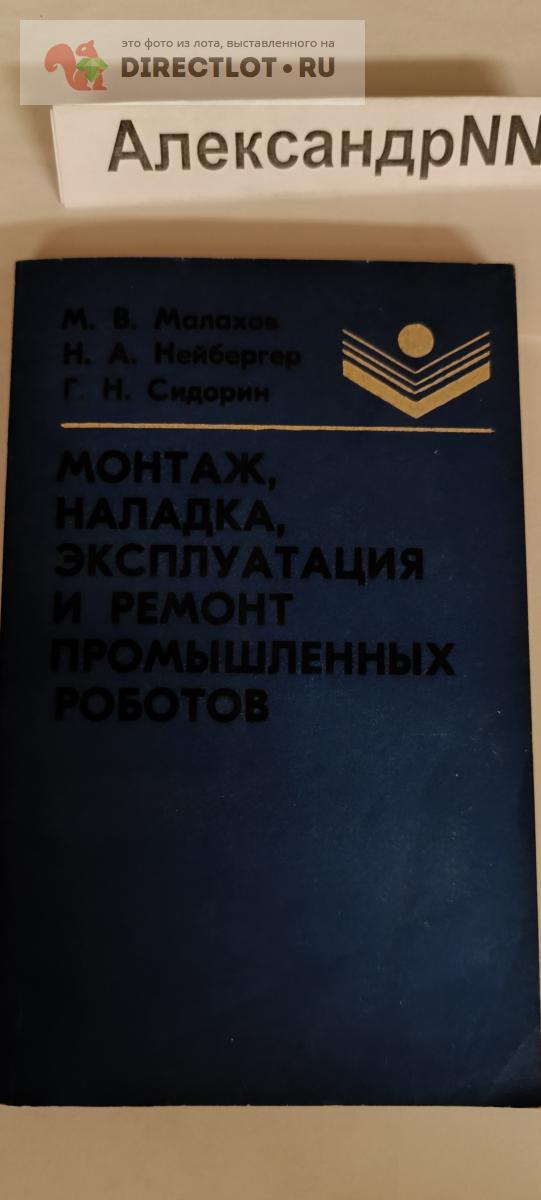 это фото из лота, выставленного на
DIRECTLOT.RU
АлександрNN
М. В. Малахов
Н. А. Нейбергер
Г. Н. Сидорин
МОНТАЖ,
НАЛАДКА,
ЭКСПЛУАТАЦИЯ
И РЕМОНТ
ПРОМЫШЛЕННЫХ
РОБОТОВ